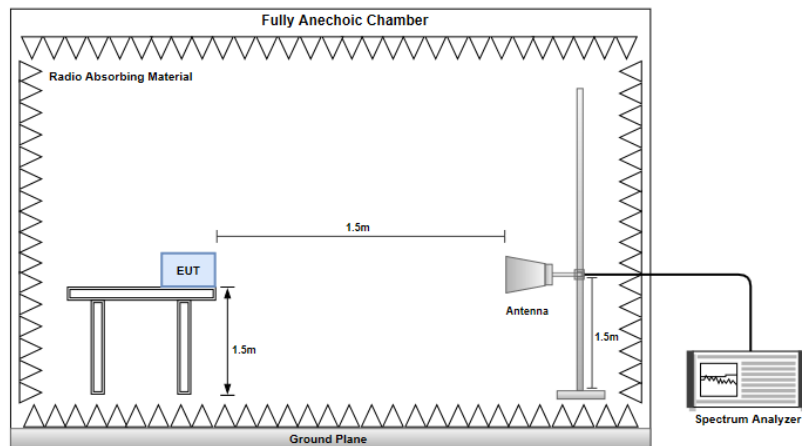 Fully Anechoic Chamber
Radio Absorbing Material
1.5m
EUT
Antenna
1.5m
1.5m
Spectrum Analyzer
Ground Plane